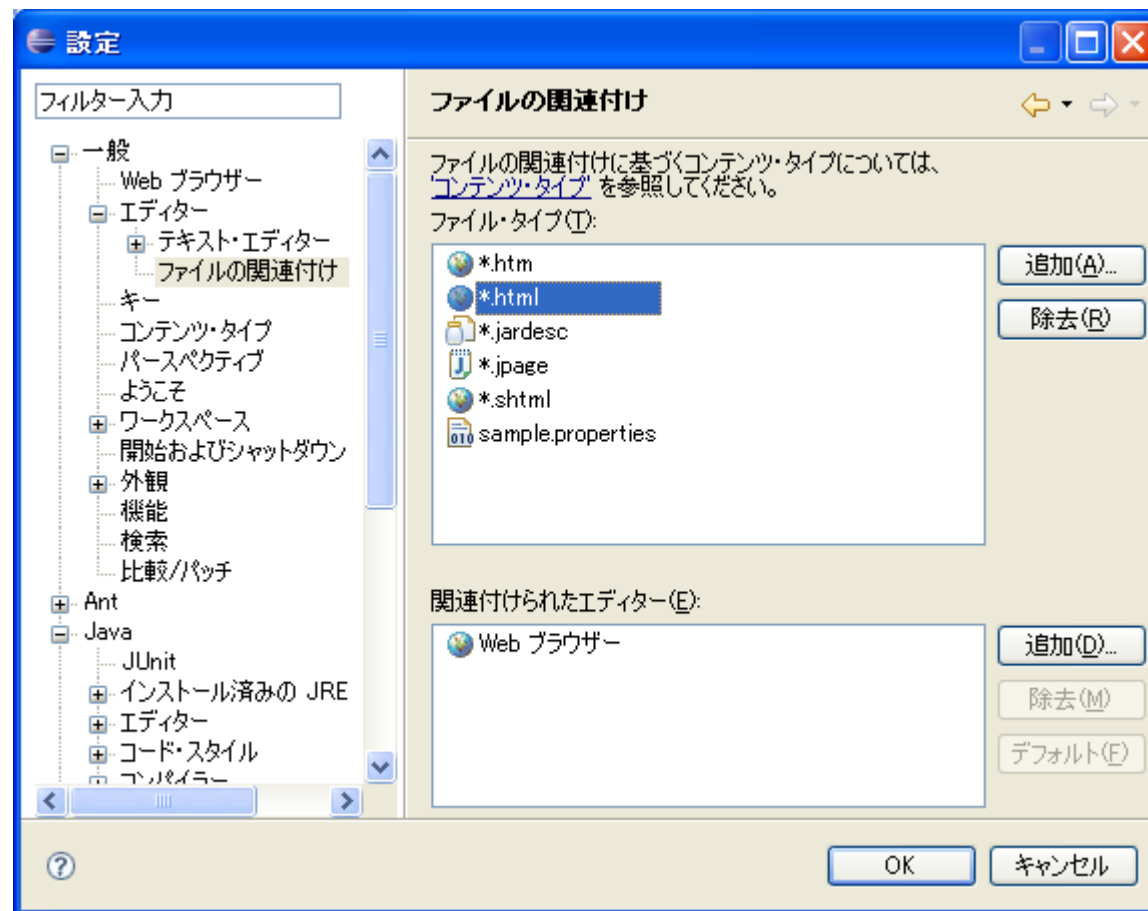 設定
フィルター入力
一般
Web ブラウザー
エディター
テキスト・エディター
ファイルの関連付け
キー
コンテンツ・タイプ
パースペクティブ
ようこそ
ワークスペース
開始およびシャットダウン
外観
機能
検索
比較/パッチ
Ant
Java
JUnit
インストール済みの JRE
エディター
コード・スタイル
コンパイラー
ファイルの関連付け
ファイルの関連付けに基づくコンテンツ・タイプについては、
'コンテンツ・タイプ' を参照してください。
ファイル・タイプ(T):
*.htm
*.html
*.jardesc
*.jpage
*.shtml
sample.properties
追加(A)...
除去(R)
関連付けられたエディター(E):
Web ブラウザー
追加(D)...
除去(M)
デフォルト(F)
OK
キャンセル